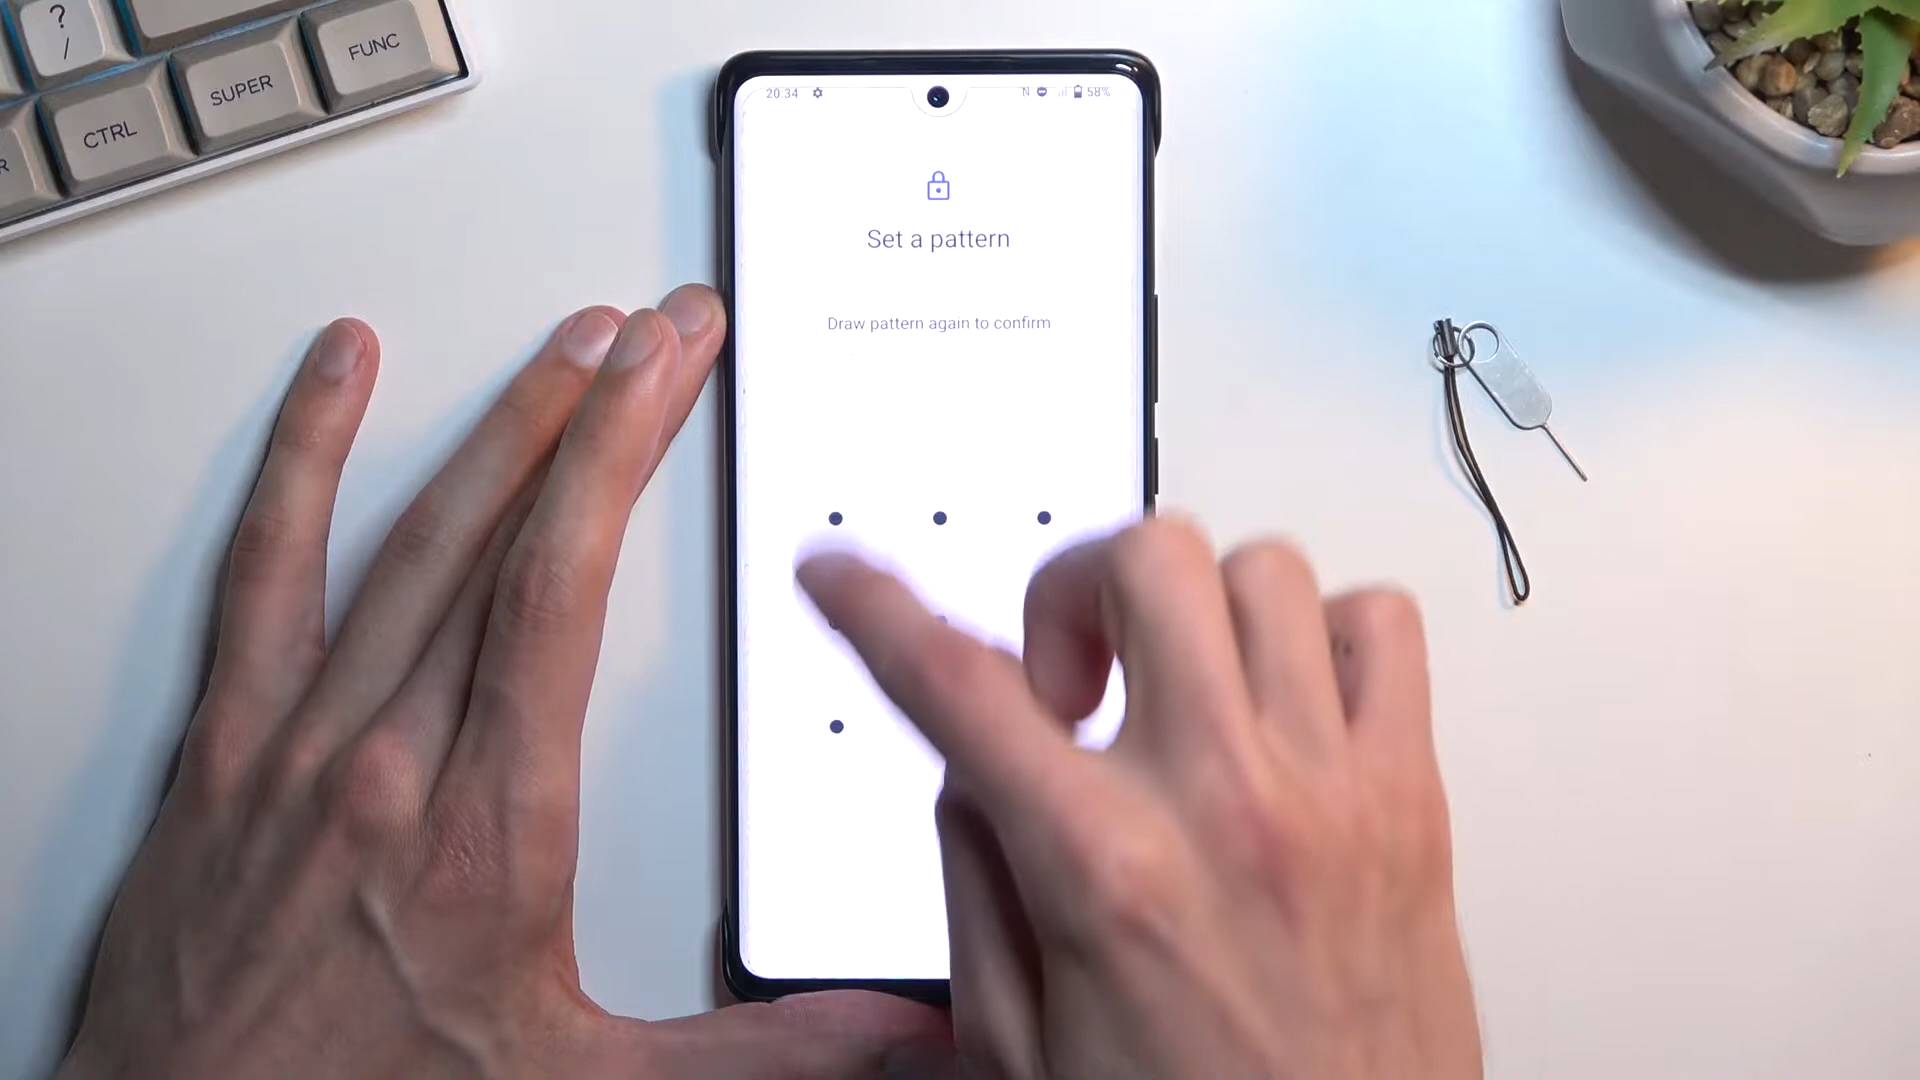 ?
/
FUNC
SUPER
CTRL
R
20.34
N 58%
Set a pattern
Draw pattern again to confirm